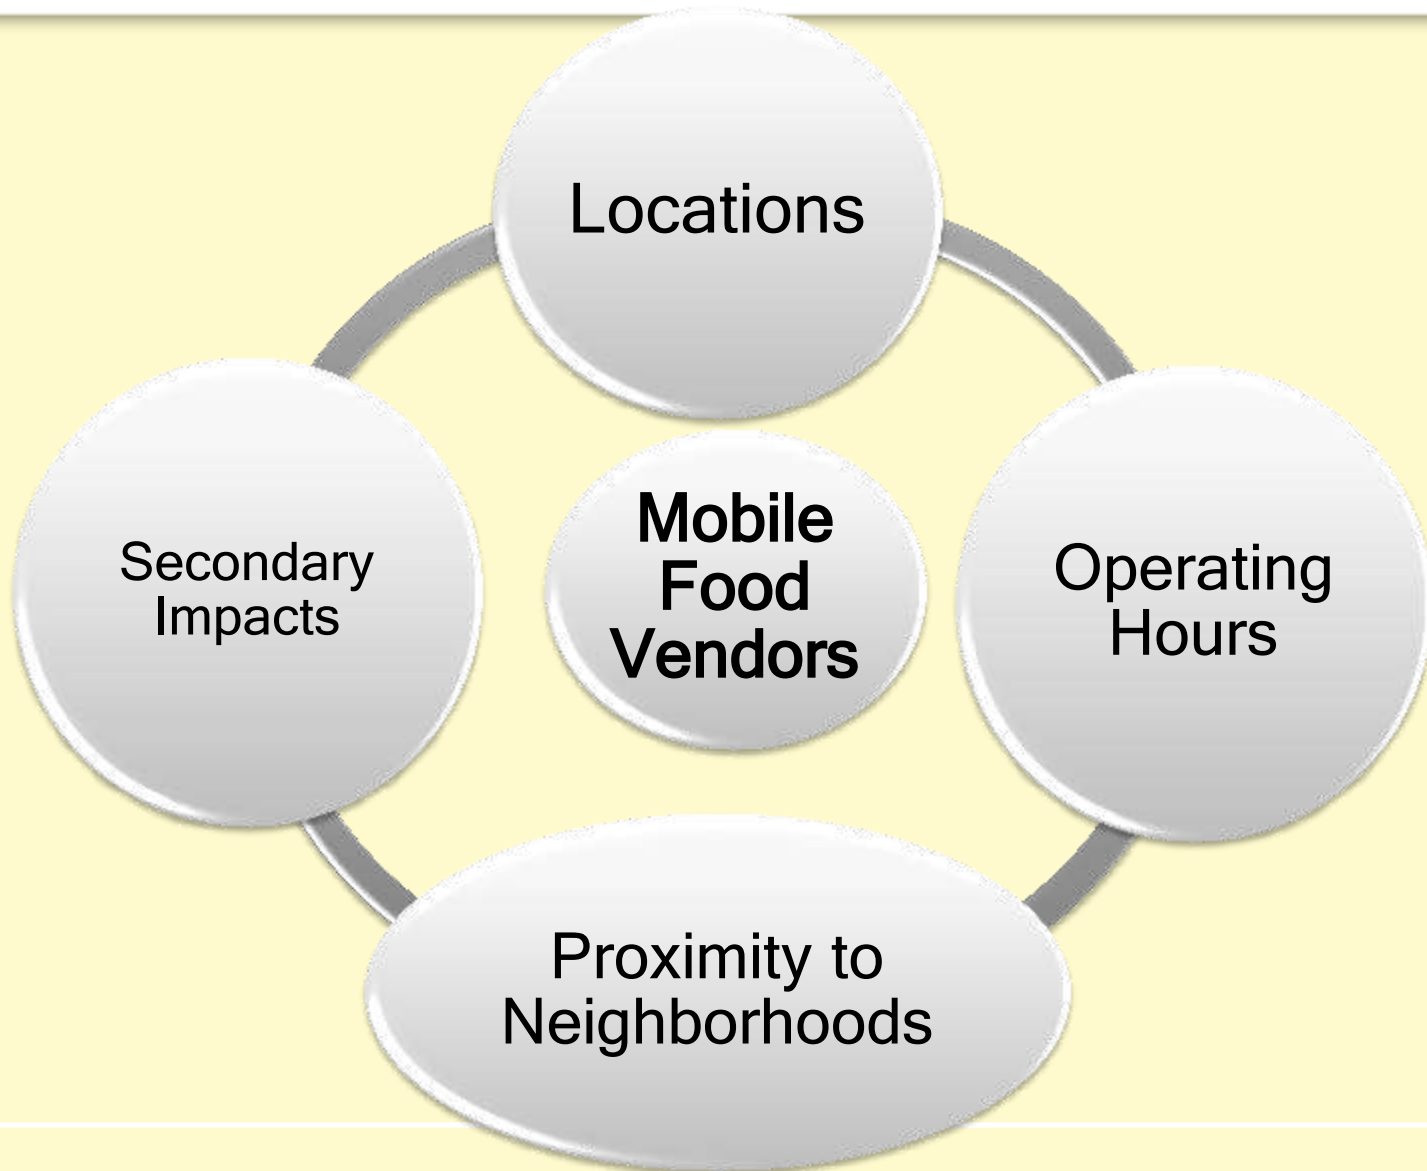 Locations
Mobile
Food
Vendors
Secondary
Impacts
Operating
Hours
Proximity to
Neighborhoods